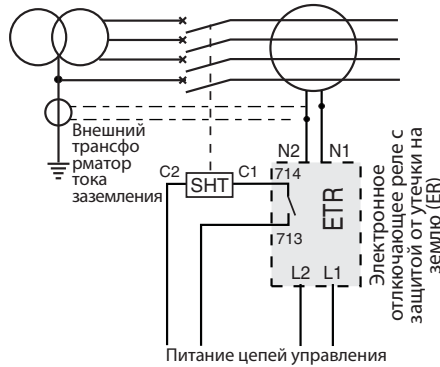 Внешний
трансфо
рматор
тока
заземления
N2 N1
C2 SHT C1 714
ETR
713
L2 L1
Электронное
отключающее реле с
защитой от утечки на
землю (ER)
Питание цепей управления